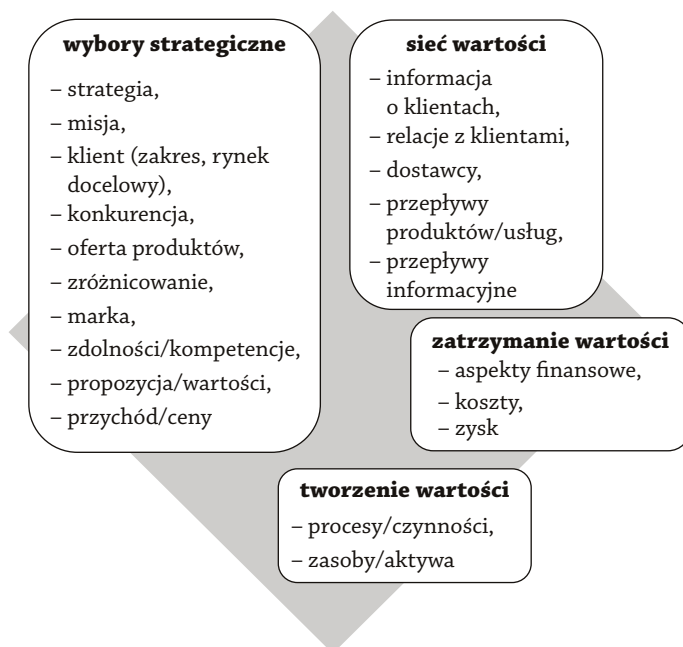 wybory strategiczne
– strategia,
– misja,
– klient (zakres, rynek
docelowy),
– konkurencja,
– oferta produktów,
– zróżnicowanie,
– marka,
– zdolności/kompetencje,
– propozycja/wartości,
– przychód/ceny
sieć wartości
– informacja
o klientach,
– relacje z klientami,
– dostawcy,
– przepływy
produktów/usług,
– przepływy
informacyjne
zatrzymanie wartości
– aspekty finansowe,
– koszty,
– zysk
tworzenie wartości
– procesy/czynności,
– zasoby/aktywa